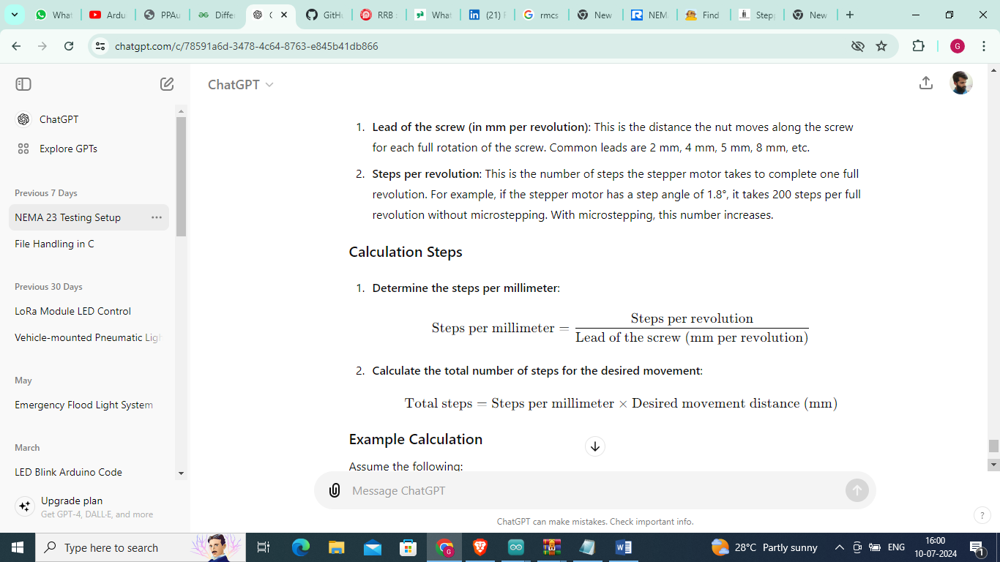 What
Ardu
PPAu
Differ
GitHu
RRB
What
(21) F
rmcs
New
NEM
Find
Step
New
chatgpt.com/c/78591a6d-3478-4c64-8763-e845b41db866
G
ChatGPT
Explore GPTs
Previous 7 Days
NEMA 23 Testing Setup
File Handling in C
Previous 30 Days
LoRa Module LED Control
Vehicle-mounted Pneumatic Ligh
May
Emergency Flood Light System
March
LED Blink Arduino Code
Upgrade plan
Get GPT-4, DALL·E, and more
ChatGPT
1. Lead of the screw (in mm per revolution): This is the distance the nut moves along the screw
for each full rotation of the screw. Common leads are 2 mm, 4 mm, 5 mm, 8 mm, etc.
2. Steps per revolution: This is the number of steps the stepper motor takes to complete one full
revolution. For example, if the stepper motor has a step angle of 1.8°, it takes 200 steps per full
revolution without microstepping. With microstepping, this number increases.
Calculation Steps
1. Determine the steps per millimeter:
Steps per millimeter = Steps per revolution
Lead of the screw (mm per revolution)
2. Calculate the total number of steps for the desired movement:
Total steps = Steps per millimeter × Desired movement distance (mm)
Example Calculation
Assume the following:
Message ChatGPT
ChatGPT can make mistakes. Check important info.
?
Type here to search
28°C Partly sunny
ENG
16:00
10-07-2024
1